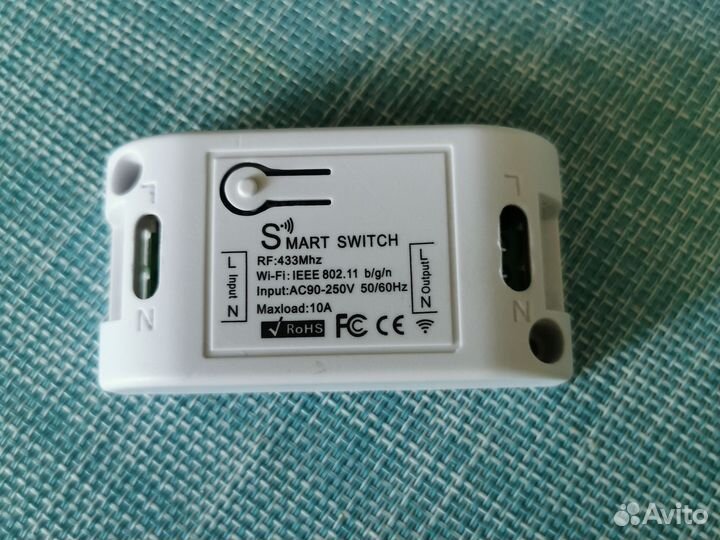 SMART SWITCH
RF:433Mhz
Wi-Fi:IEEE 802.11 b/g/n
Input:AC90-250V 50/60Hz
Maxload:10A
RoHS FC CE
L
Input
N
L
Output
N
L
N
L
N
Avito